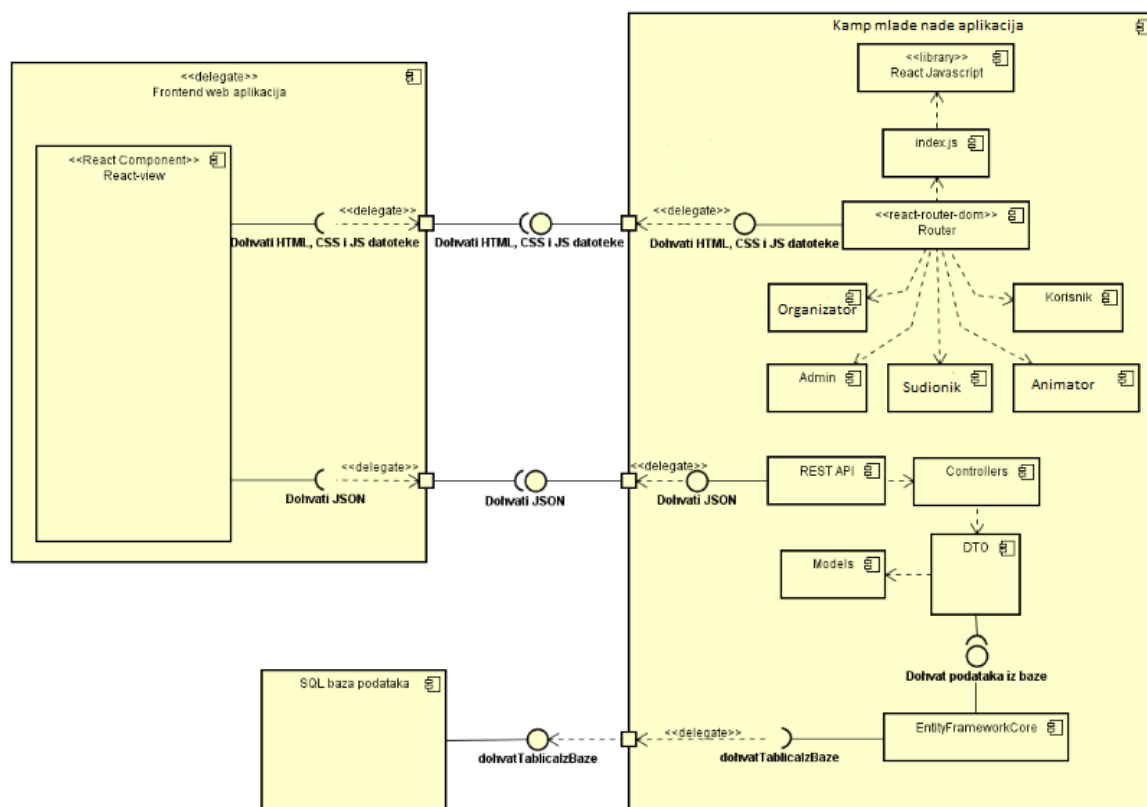 Kamp mlade nade aplikacija
<<library>>
React Javascript
index.js
<<react-router-dom>>
Router
<<delegate>>
Frontend web aplikacija
<<React Component>>
React-view
<<delegate>>
Dohvati HTML, CSS i JS datoteke
Dohvati HTML, CSS i JS datoteke
<<delegate>>
Dohvati HTML, CSS i JS datoteke
Organizator
Korisnik
Admin
Sudionik
Animator
<<delegate>>
Dohvati JSON
Dohvati JSON
<<delegate>>
Dohvati JSON
REST API
Controllers
DTO
Models
Dohvat podataka iz baze
SQL baza podataka
dohvatTablicaIzBaze
<<delegate>>
dohvatTablicaIzBaze
EntityFrameworkCore